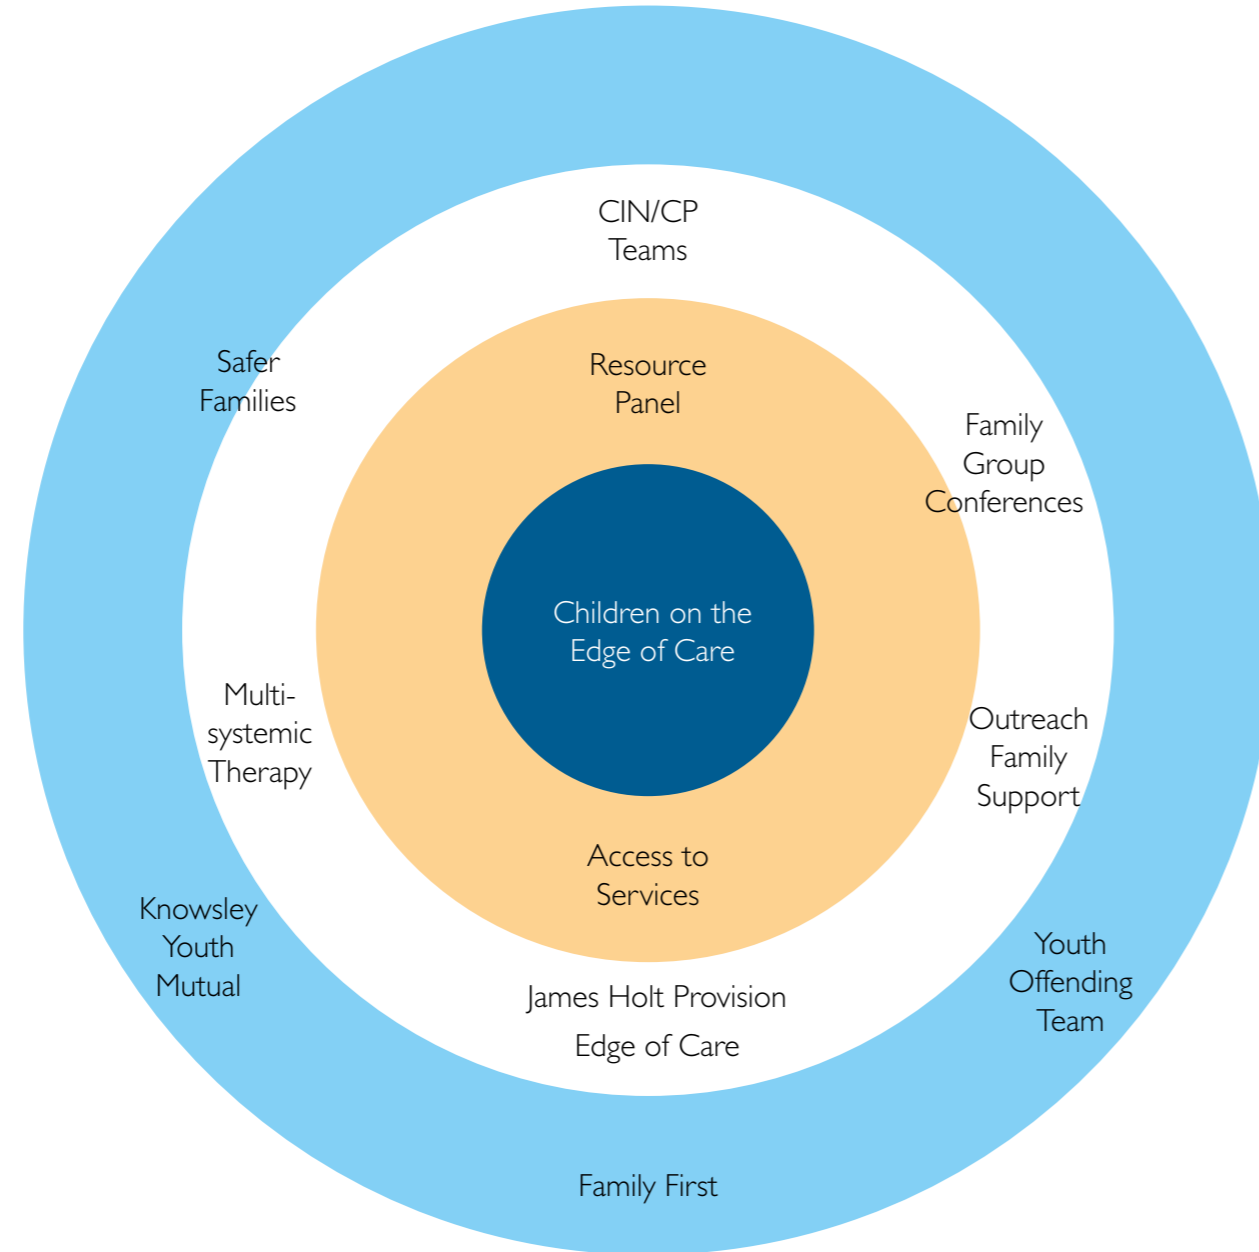 CIN/CP
Teams
Safer
Families
Resource
Panel
Family
Group
Conferences
Children on the
Edge of Care
Multi-
systemic
Therapy
Outreach
Family
Support
Access to
Services
Knowsley
Youth
Mutual
Youth
Offending
Team
James Holt Provision
Edge of Care
Family First